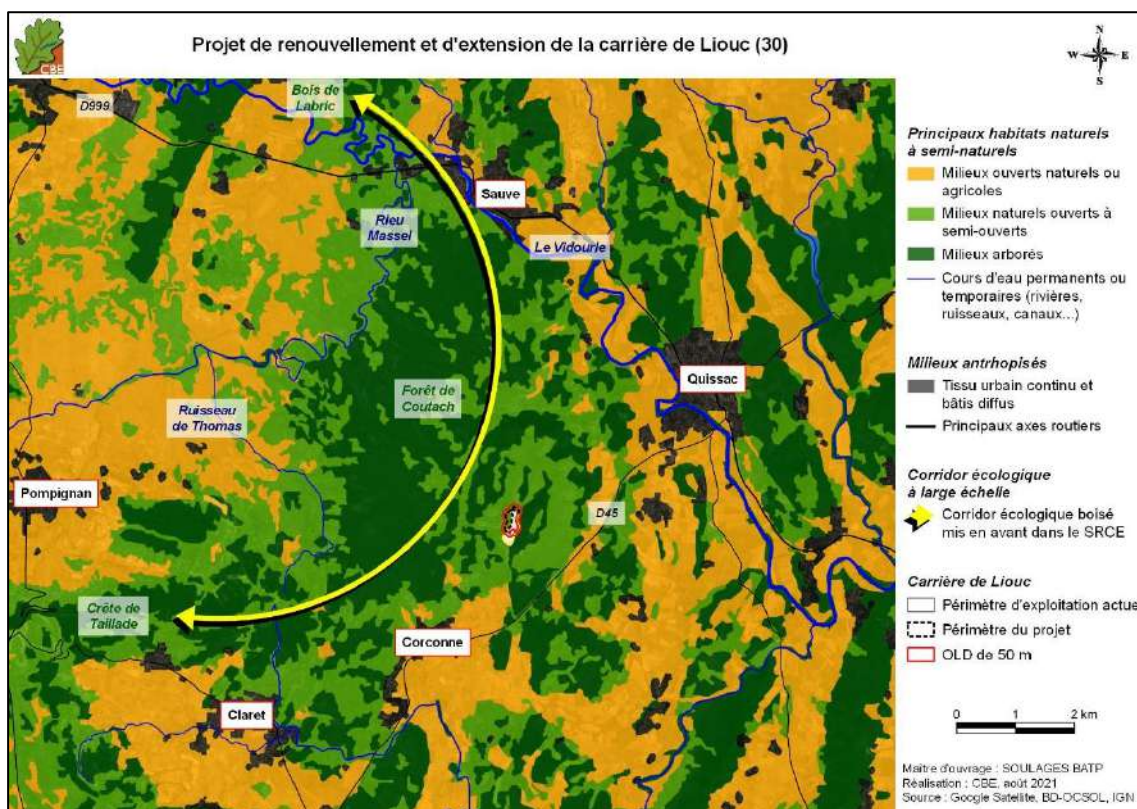 CBE
Projet de renouvellement et d'extension de la carrière de Liouc (30)
N
W E
S
Bois de
Labric
D999
Sauve
Rieu
Massel
Le Vidourle
Quissac
Forêt de
Coutach
Ruisseau
de Thomas
Pompignan
D45
Crête de
Taillade
Corconne
Claret
Principaux habitats naturels
à semi-naturels
Milieux ouverts naturels ou
agricoles
Milieux naturels ouverts à
semi-ouverts
Milieux arborés
Cours d'eau permanents ou
temporaires (rivières,
ruisseaux, canaux...)
Milieux antrhopisés
Tissu urbain continu et
bâtis diffus
Principaux axes routiers
Corridor écologique
à large échelle
Corridor écologique boisé
mis en avant dans le SRCE
Carrière de Liouc
Périmètre d'exploitation actue
Périmètre du projet
OLD de 50 m
0 1 2 km
Maître d'ouvrage : SOULAGES BATP
Réalisation : CBE, août 2021
Source : Google Satellite, BD-OCSOL, IGN